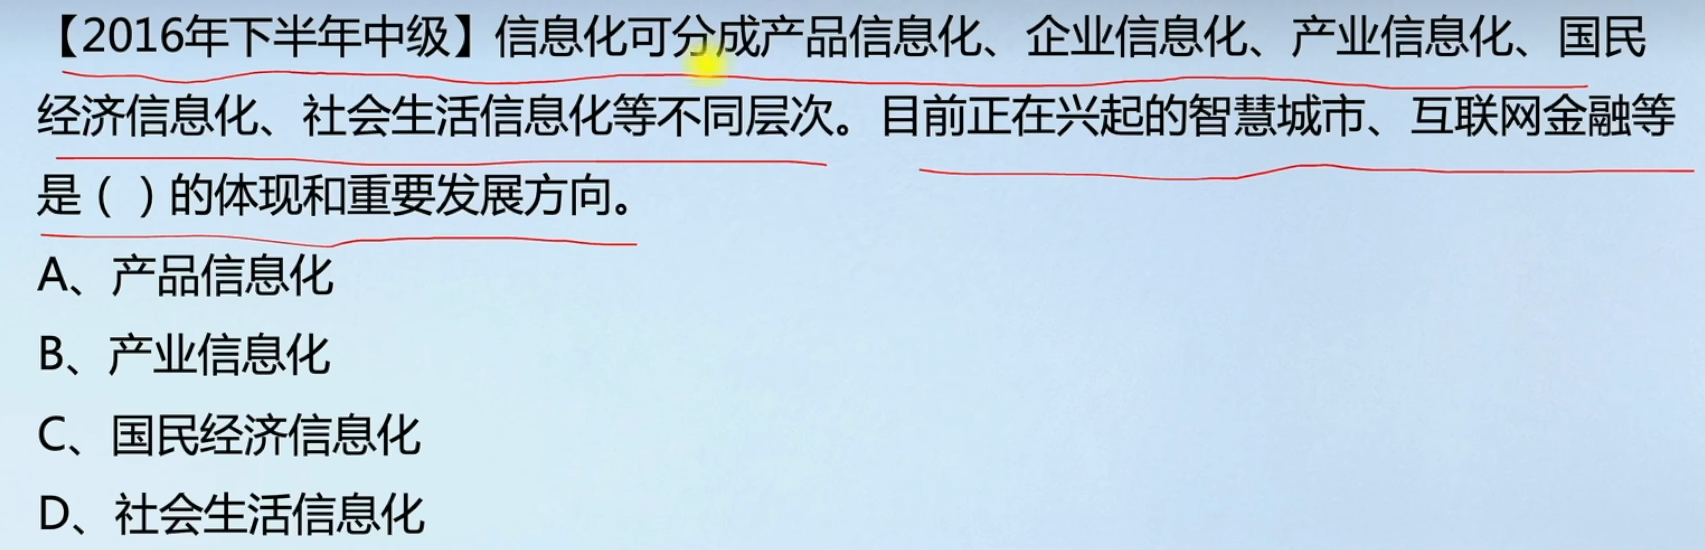 【2016年下半年中级】信息化可分成产品信息化、企业信息化、产业信息化、国民
经济信息化、社会生活信息化等不同层次。目前正在兴起的智慧城市、互联网金融等
是（ ）的体现和重要发展方向。
A、产品信息化
B、产业信息化
C、国民经济信息化
D、社会生活信息化